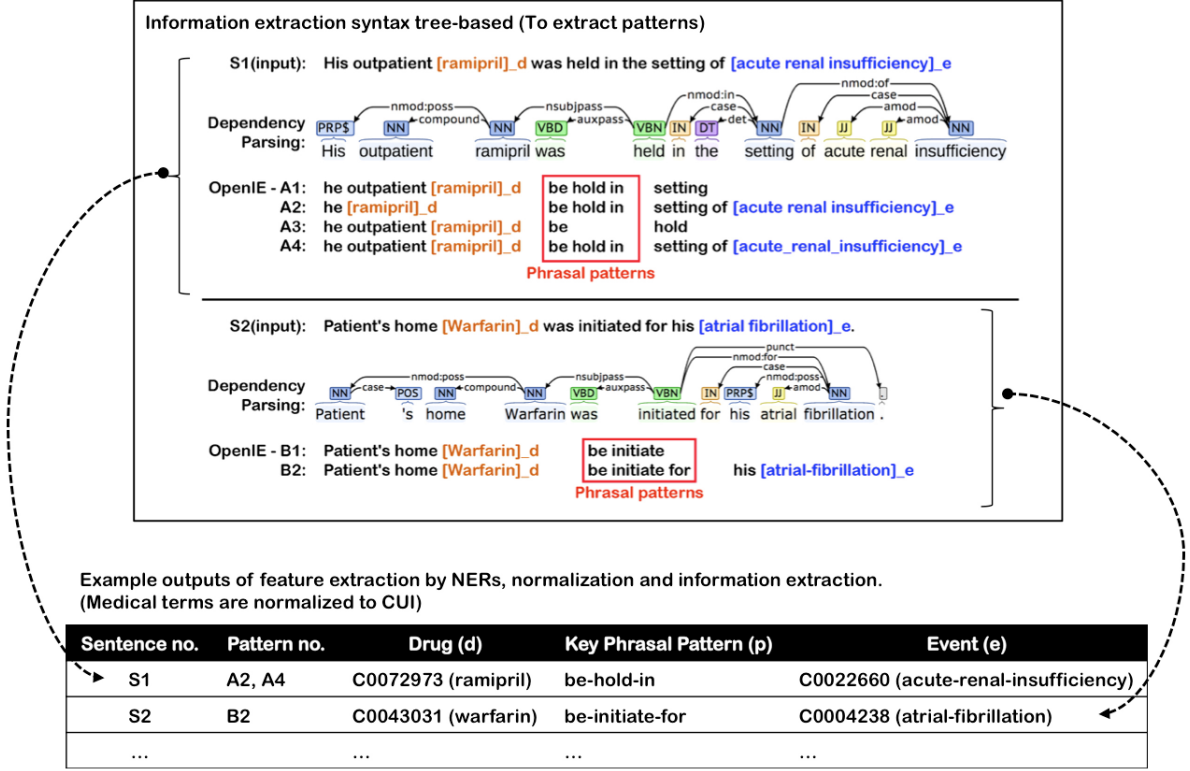 Information extraction syntax tree-based (To extract patterns)
S1(input): His outpatient [ramipril]_d was held in the setting of [acute renal insufficiency]_e
nmod:of
nmod:in case
nmod:poss nsubjpass case amod
compound auxpass det amod
Dependency Parsing:
PRP$ NN NN VBD VBN IN DT NN IN JJ JJ NN
His outpatient ramipril was held in the setting of acute renal insufficiency
OpenIE - A1: he outpatient [ramipril]_d be hold in setting
A2: he [ramipril]_d be hold in setting of [acute renal insufficiency]_e
A3: he outpatient [ramipril]_d be hold
A4: he outpatient [ramipril]_d be hold in setting of [acute_renal_insufficiency]_e
Phrasal patterns
S2(input): Patient's home [Warfarin]_d was initiated for his [atrial fibrillation]_e.
punct
nmod:for
case
nmod:poss nsubjpass nmod:poss
case compound auxpass amod
Dependency Parsing:
NN POS NN NN VBD VBN IN PRP$ JJ NN .
Patient 's home Warfarin was initiated for his atrial fibrillation .
OpenIE - B1: Patient's home [Warfarin]_d be initiate
B2: Patient's home [Warfarin]_d be initiate for his [atrial-fibrillation]_e
Phrasal patterns
Example outputs of feature extraction by NERs, normalization and information extraction.
(Medical terms are normalized to CUI)
Sentence no. Pattern no. Drug (d) Key Phrasal Pattern (p) Event (e)
S1 A2, A4 C0072973 (ramipril) be-hold-in C0022660 (acute-renal-insufficiency)
S2 B2 C0043031 (warfarin) be-initiate-for C0004238 (atrial-fibrillation)
... ... ... ...